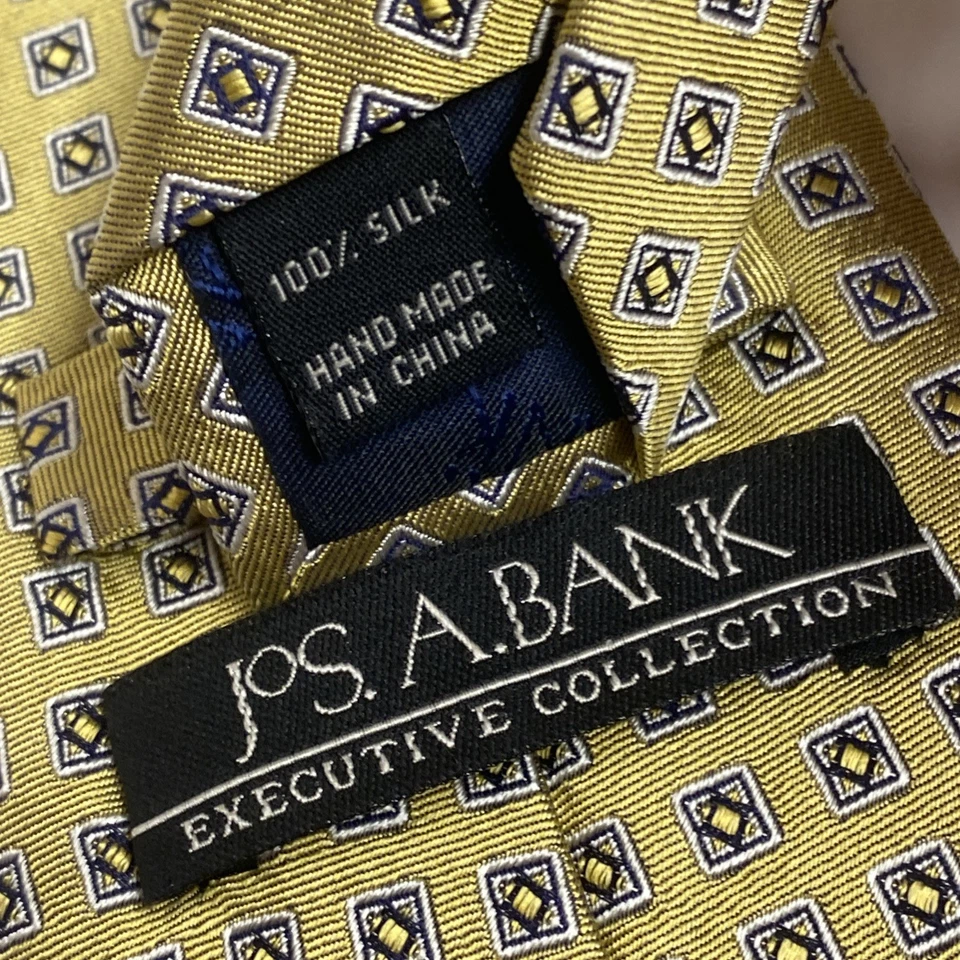 100% SILK
HAND MADE
IN CHINA
JOS. A. BANK
EXECUTIVE COLLECTION